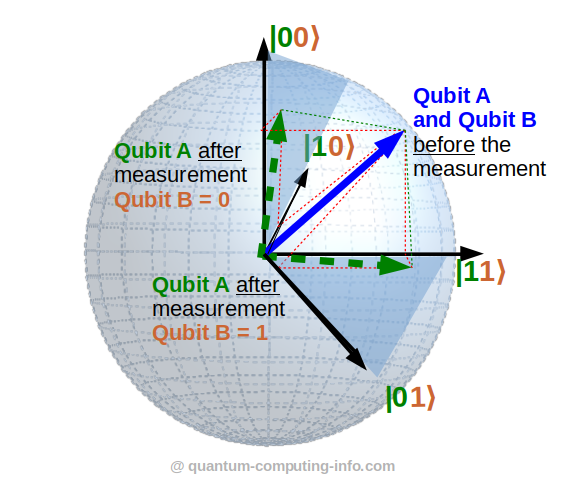 |00⟩
Qubit A
and Qubit B
before the
measurement
|10⟩
Qubit A after
measurement
Qubit B = 0
|11⟩
Qubit A after
measurement
Qubit B = 1
|01⟩
@ quantum-computing-info.com